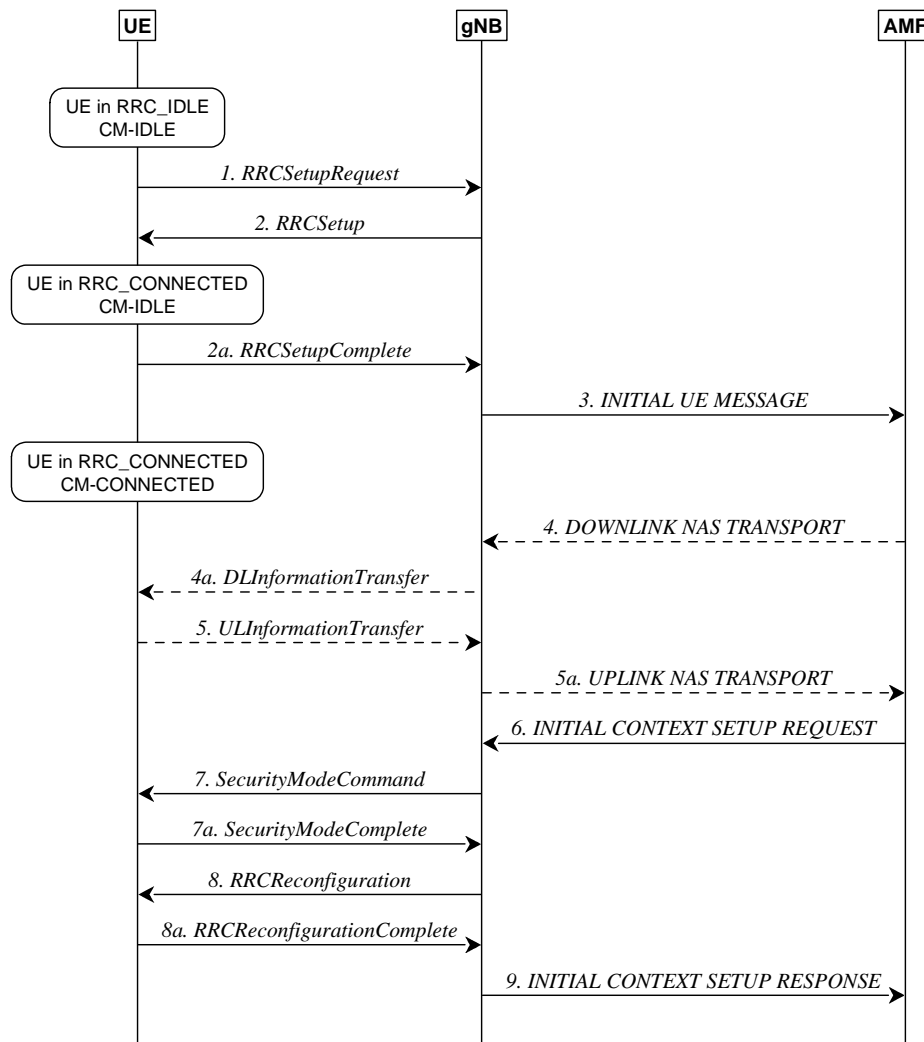 UE
gNB
AMF
UE in RRC_IDLE
CM-IDLE
1. RRCSetupRequest
2. RRCSetup
UE in RRC_CONNECTED
CM-IDLE
2a. RRCSetupComplete
3. INITIAL UE MESSAGE
UE in RRC_CONNECTED
CM-CONNECTED
4. DOWNLINK NAS TRANSPORT
4a. DLInformationTransfer
5. ULInformationTransfer
5a. UPLINK NAS TRANSPORT
6. INITIAL CONTEXT SETUP REQUEST
7. SecurityModeCommand
7a. SecurityModeComplete
8. RRCReconfiguration
8a. RRCReconfigurationComplete
9. INITIAL CONTEXT SETUP RESPONSE